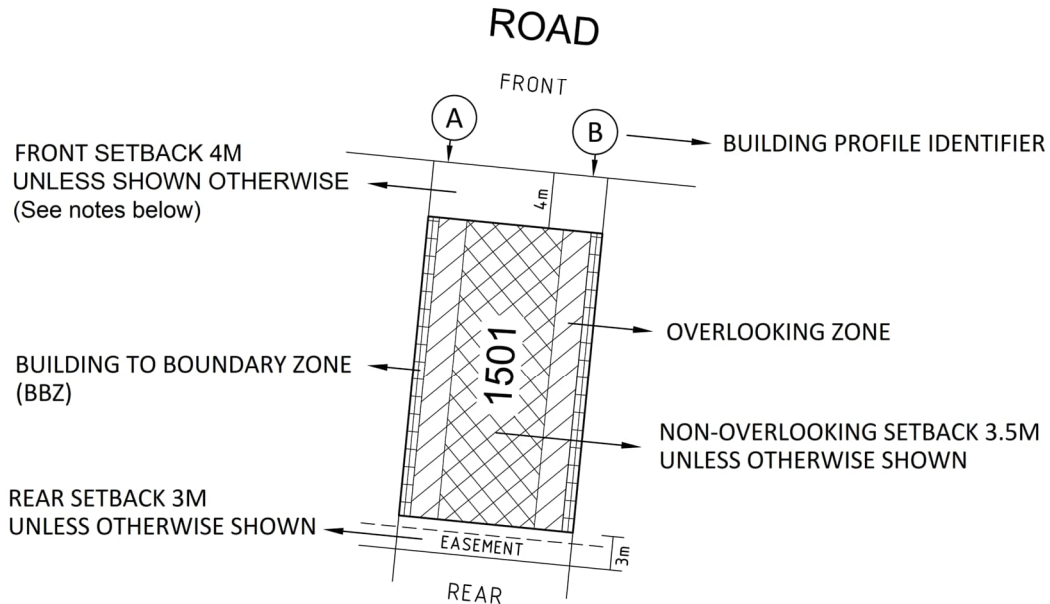 ROAD
FRONT
A
B
BUILDING PROFILE IDENTIFIER
FRONT SETBACK 4M
UNLESS SHOWN OTHERWISE
(See notes below)
4m
1501
OVERLOOKING ZONE
BUILDING TO BOUNDARY ZONE
(BBZ)
NON-OVERLOOKING SETBACK 3.5M
UNLESS OTHERWISE SHOWN
REAR SETBACK 3M
UNLESS OTHERWISE SHOWN
EASEMENT
3m
REAR